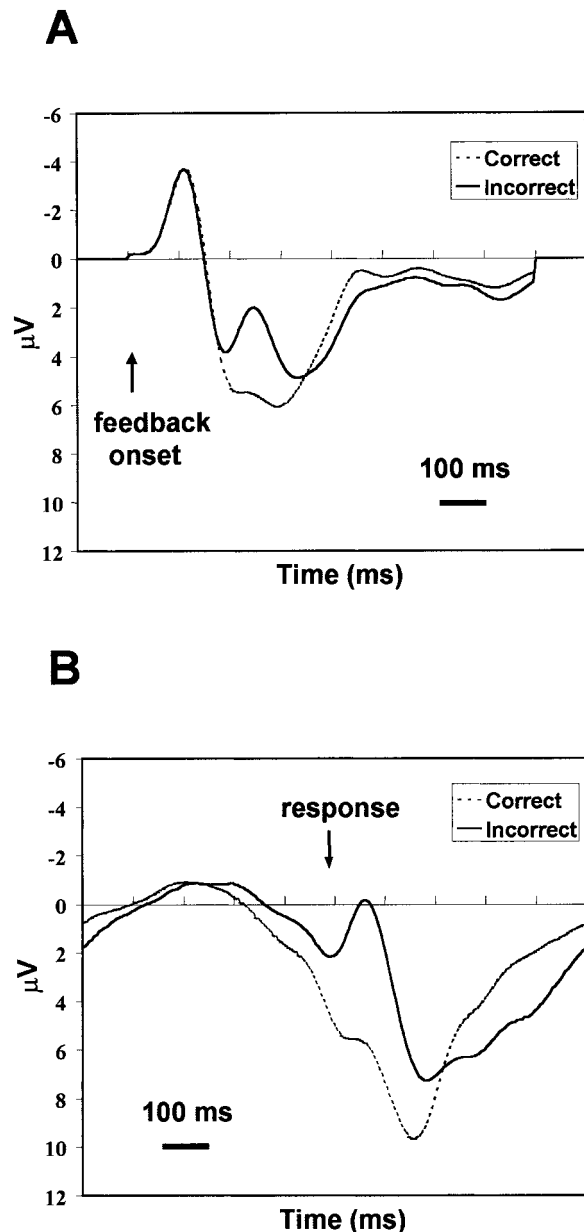 A
-6
-4
-2
0
2
4
6
8
10
12
µV
Correct
Incorrect
feedback
onset
100 ms
Time (ms)
B
-6
-4
-2
0
2
4
6
8
10
12
µV
response
Correct
Incorrect
100 ms
Time (ms)